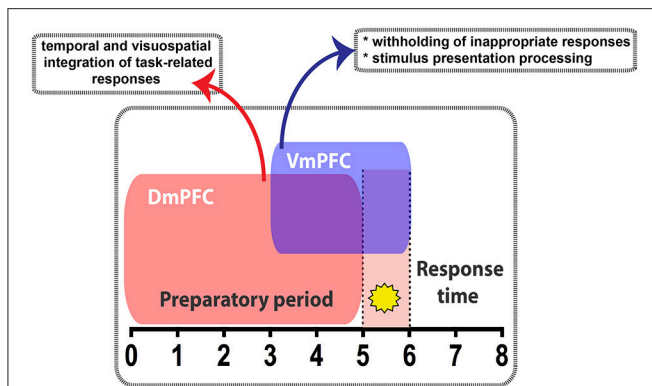 temporal and visuospatial
integration of task-related
responses
* withholding of inappropriate responses
* stimulus presentation processing
VmPFC
DmPFC
Preparatory period
Response
time
0 1 2 3 4 5 6 7 8